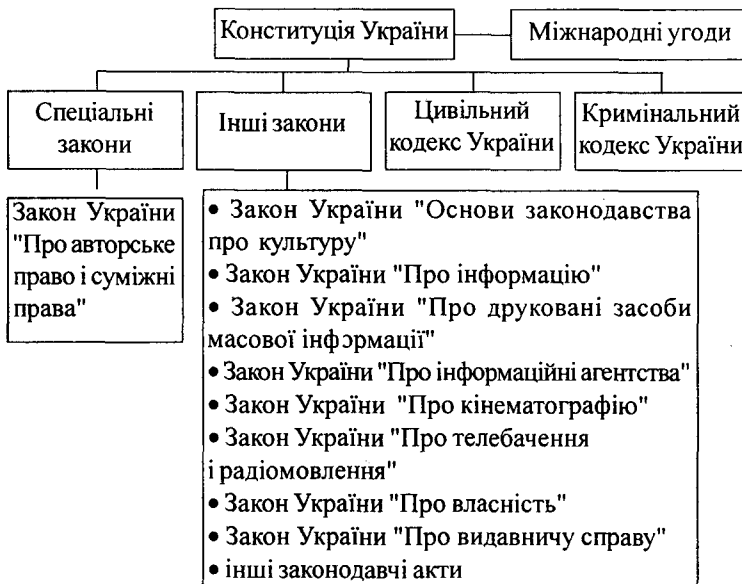 Конституція України
Міжнародні угоди
Спеціальні
закони
Інші закони
Цивільний
кодекс України
Кримінальний
кодекс України
Закон України
"Про авторське
право і суміжні
права"
• Закон України "Основи законодавства
про культуру"
• Закон України "Про інформацію"
• Закон України "Про друковані засоби
масової інформації"
• Закон України "Про інформаційні агентства"
• Закон України "Про кінематографію"
• Закон України "Про телебачення
і радіомовлення"
• Закон України "Про власність"
• Закон України "Про видавничу справу"
• інші законодавчі акти